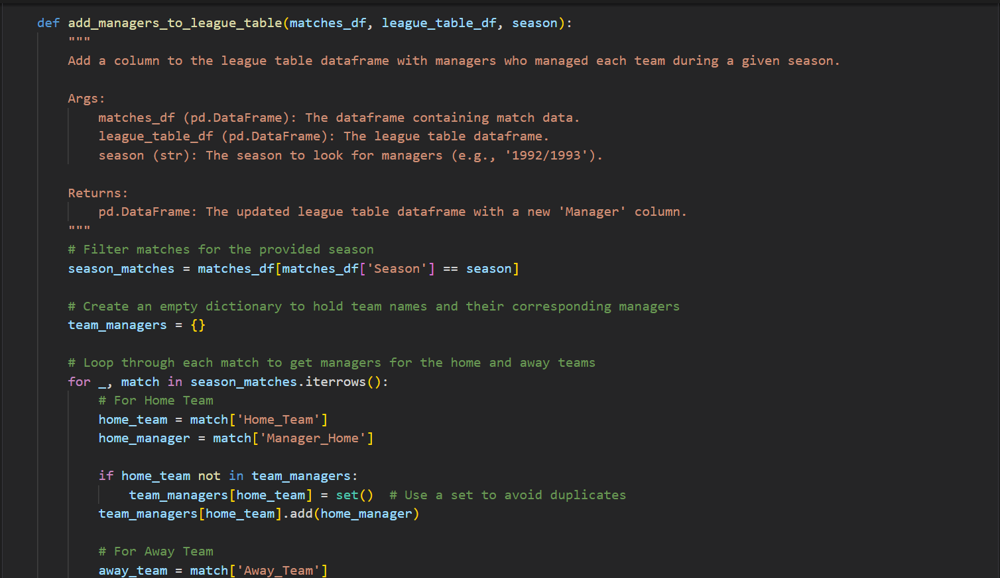 def add_managers_to_league_table(matches_df, league_table_df, season):
"""
Add a column to the league table dataframe with managers who managed each team during a given season.
Args:
matches_df (pd.DataFrame): The dataframe containing match data.
league_table_df (pd.DataFrame): The league table dataframe.
season (str): The season to look for managers (e.g., '1992/1993').
Returns:
pd.DataFrame: The updated league table dataframe with a new 'Manager' column.
"""
# Filter matches for the provided season
season_matches = matches_df[matches_df['Season'] == season]
# Create an empty dictionary to hold team names and their corresponding managers
team_managers = {}
# Loop through each match to get managers for the home and away teams
for _, match in season_matches.iterrows():
# For Home Team
home_team = match['Home_Team']
home_manager = match['Manager_Home']
if home_team not in team_managers:
team_managers[home_team] = set()  # Use a set to avoid duplicates
team_managers[home_team].add(home_manager)
# For Away Team
away_team = match['Away_Team']